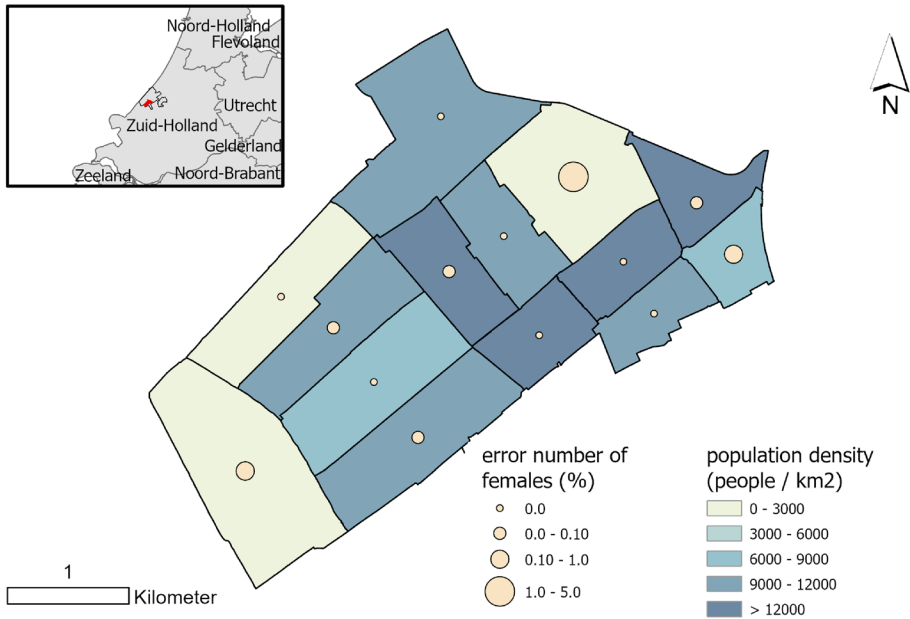 Noord-Holland
Flevoland
Utrecht
Zuid-Holland
Gelderland
Zeeland
Noord-Brabant
N
error number of
females (%)
0.0
0.0 - 0.10
0.10 - 1.0
1.0 - 5.0
population density
(people / km2)
0 - 3000
3000 - 6000
6000 - 9000
9000 - 12000
> 12000
1
Kilometer